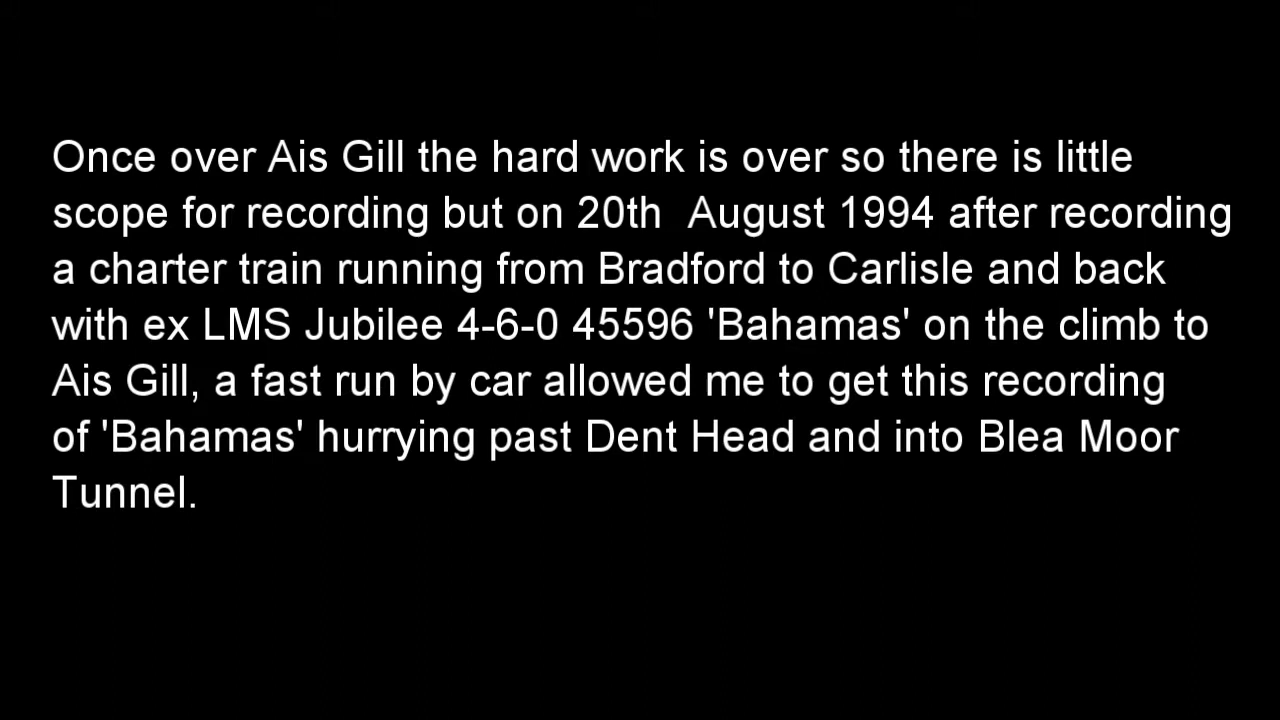 Once over Ais Gill the hard work is over so there is little
scope for recording but on 20th  August 1994 after recording
a charter train running from Bradford to Carlisle and back
with ex LMS Jubilee 4-6-0 45596 'Bahamas' on the climb to
Ais Gill, a fast run by car allowed me to get this recording
of 'Bahamas' hurrying past Dent Head and into Blea Moor
Tunnel.